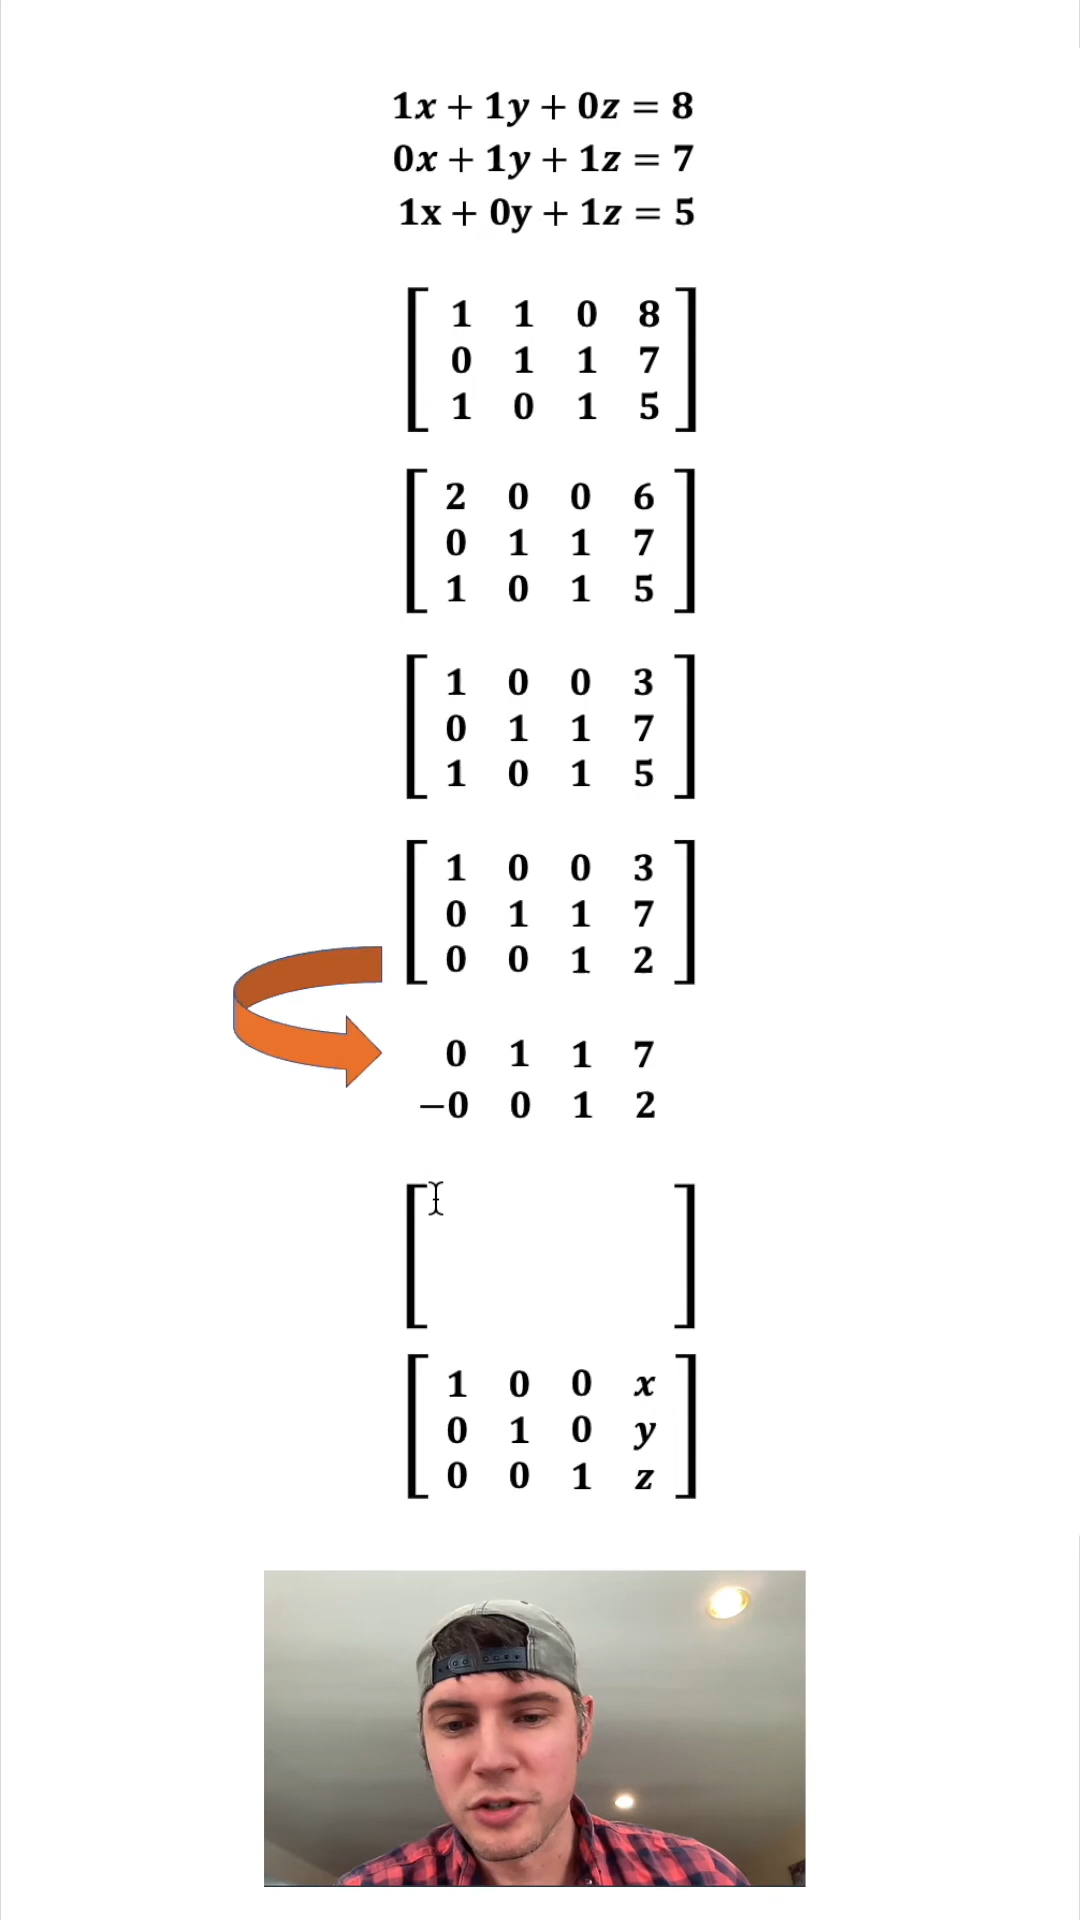 1x + 1y + 0z = 8
0x + 1y + 1z = 7
1x + 0y + 1z = 5
1 1 0 8
0 1 1 7
1 0 1 5
2 0 0 6
0 1 1 7
1 0 1 5
1 0 0 3
0 1 1 7
1 0 1 5
1 0 0 3
0 1 1 7
0 0 1 2
0 1 1 7
−0 0 1 2
1 0 0 x
0 1 0 y
0 0 1 z